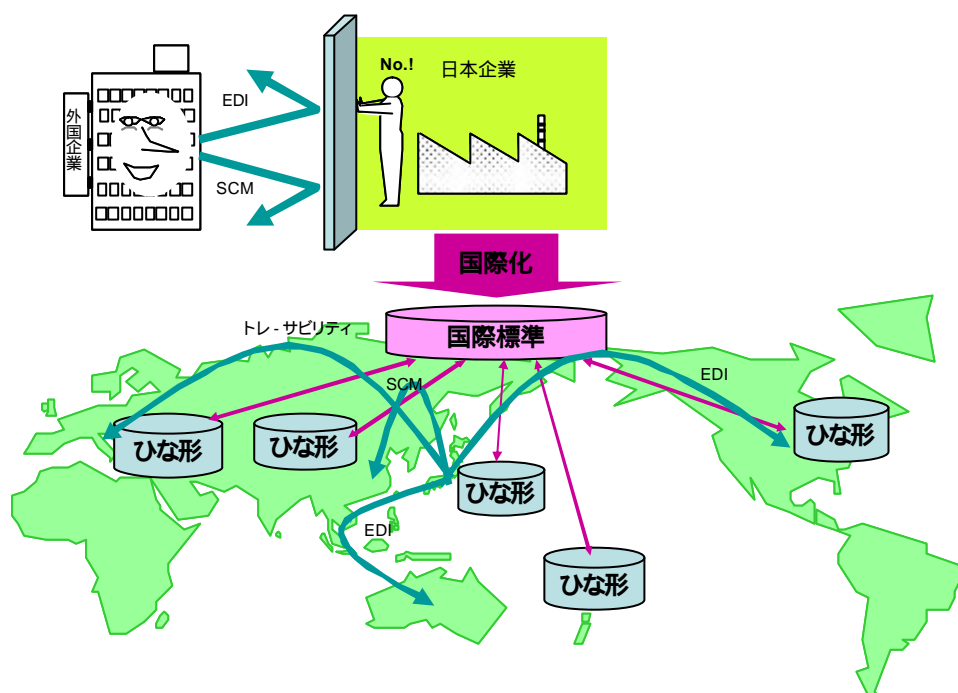 No.!
日本企業
EDI
外国企業
SCM
国際化
国際標準
トレ-サビリティ
SCM
EDI
ひな形
ひな形
ひな形
ひな形
EDI
ひな形